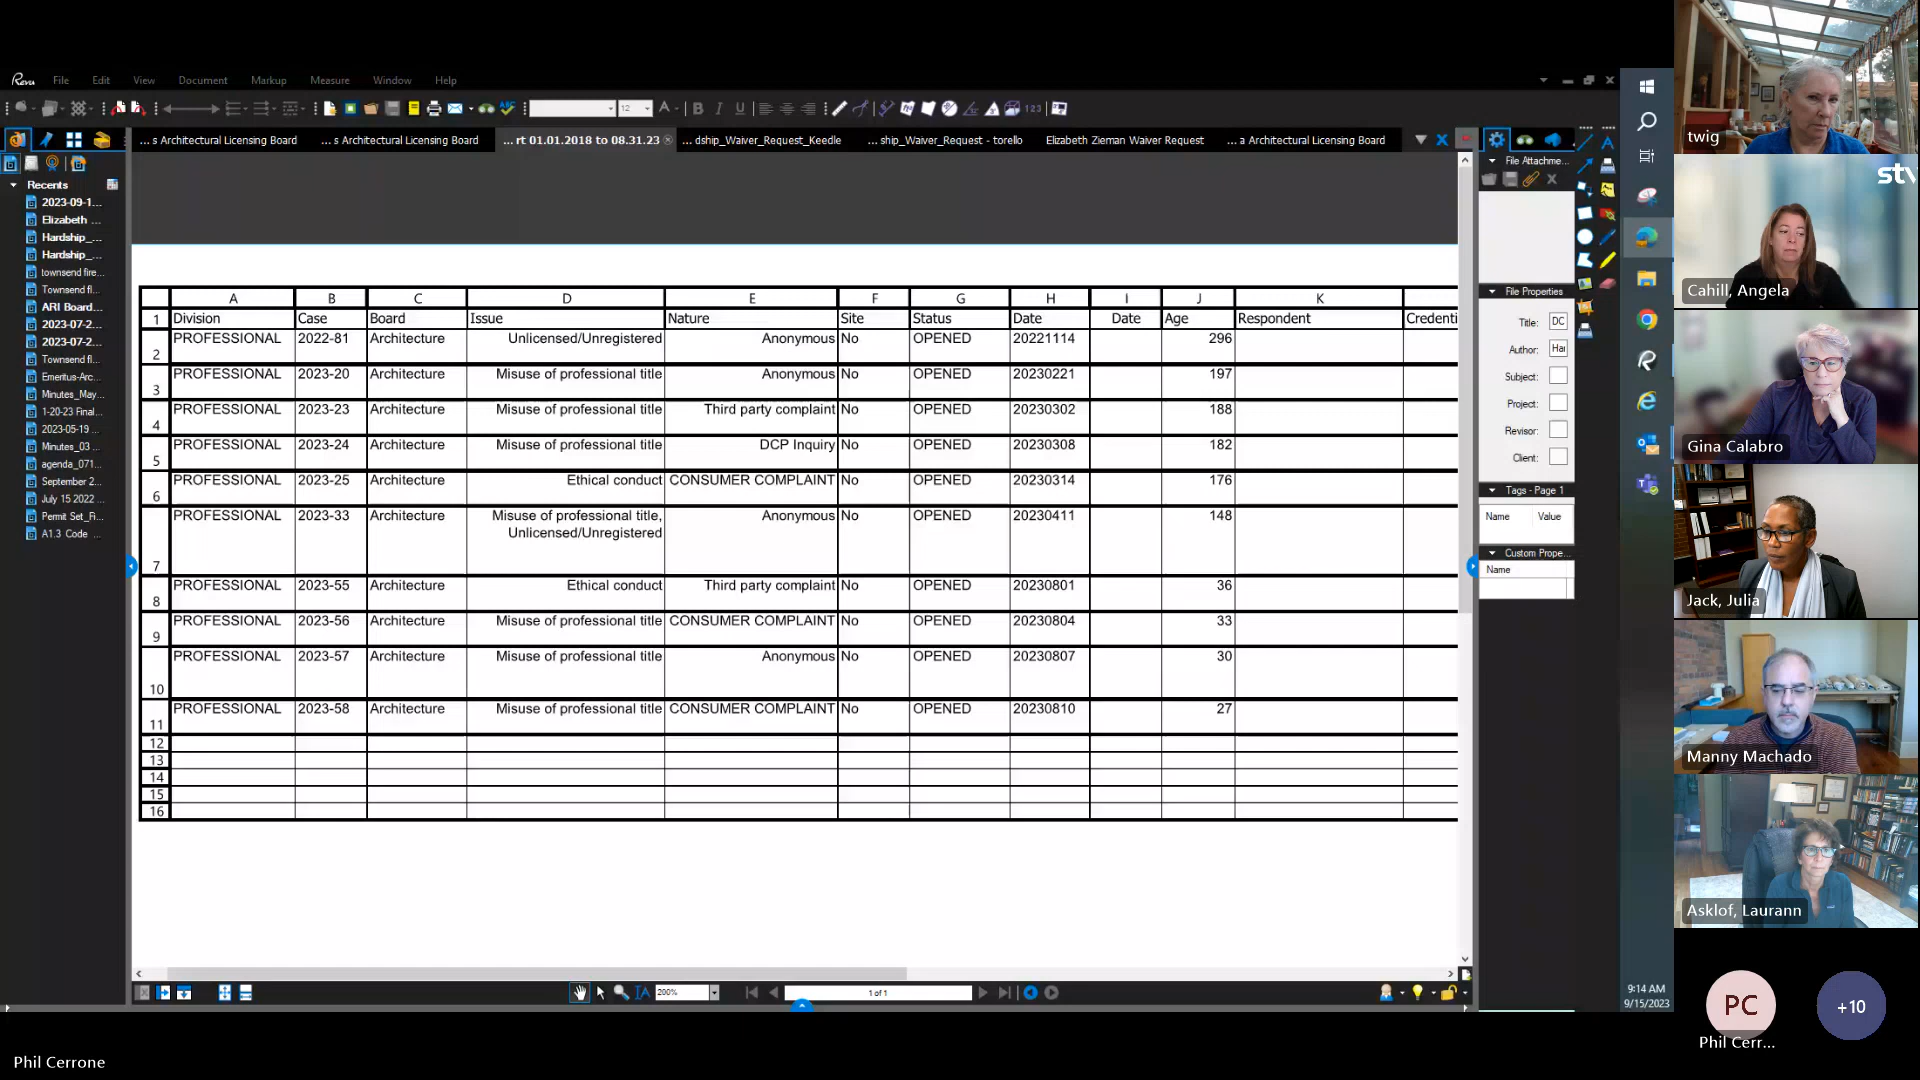 Revu File Edit View Document Markup Measure Window Help
12
... s Architectural Licensing Board ... s Architectural Licensing Board ... rt 01.01.2018 to 08.31.23 ... dship_Waiver_Request_Keedle ... ship_Waiver_Request - torello Elizabeth Zieman Waiver Request ... a Architectural Licensing Board
Recents
2023-09-1...
Elizabeth ...
Hardship_...
Hardship_...
townsend fire...
Townsend fl...
ARI Board...
2023-07-2...
2023-07-2...
Townsend fl...
Emeritus-Arc...
Minutes_May...
1-20-23 Final...
2023-05-19 ...
Minutes_03 ...
agenda_071...
September 2...
July 15 2022 ...
Permit Set_Fi...
A1.3 Code ...
A B C D E F G H I J K
1 Division Case Board Issue Nature Site Status Date Date Age Respondent Credenti
2 PROFESSIONAL 2022-81 Architecture Unlicensed/Unregistered Anonymous No OPENED 20221114 296
3 PROFESSIONAL 2023-20 Architecture Misuse of professional title Anonymous No OPENED 20230221 197
4 PROFESSIONAL 2023-23 Architecture Misuse of professional title Third party complaint No OPENED 20230302 188
5 PROFESSIONAL 2023-24 Architecture Misuse of professional title DCP Inquiry No OPENED 20230308 182
6 PROFESSIONAL 2023-25 Architecture Ethical conduct CONSUMER COMPLAINT No OPENED 20230314 176
7 PROFESSIONAL 2023-33 Architecture Misuse of professional title, Anonymous No OPENED 20230411 148
Unlicensed/Unregistered
8 PROFESSIONAL 2023-55 Architecture Ethical conduct Third party complaint No OPENED 20230801 36
9 PROFESSIONAL 2023-56 Architecture Misuse of professional title CONSUMER COMPLAINT No OPENED 20230804 33
10 PROFESSIONAL 2023-57 Architecture Misuse of professional title Anonymous No OPENED 20230807 30
11 PROFESSIONAL 2023-58 Architecture Misuse of professional title CONSUMER COMPLAINT No OPENED 20230810 27
12
13
14
15
16
200% 1 of 1
File Attachme...
File Properties
Title: DC
Author: Har
Subject:
Project:
Revisor:
Client:
Tags - Page 1
Name Value
Custom Prope...
Name
9:14 AM
9/15/2023
twig
stv
Cahill, Angela
Gina Calabro
Jack, Julia
Manny Machado
Asklof, Laurann
PC
Phil Cerr...
+10
Phil Cerrone